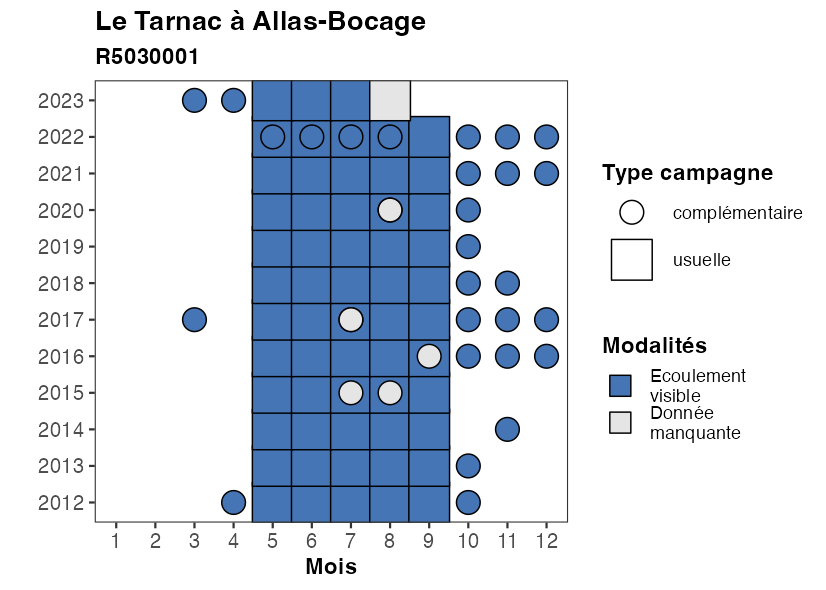 Le Tarnac à Allas-Bocage
R5030001
2023
2022
2021
2020
2019
2018
2017
2016
2015
2014
2013
2012
1 2 3 4 5 6 7 8 9 10 11 12
Mois
Type campagne
complémentaire
usuelle
Modalités
Ecoulement
visible
Donnée
manquante